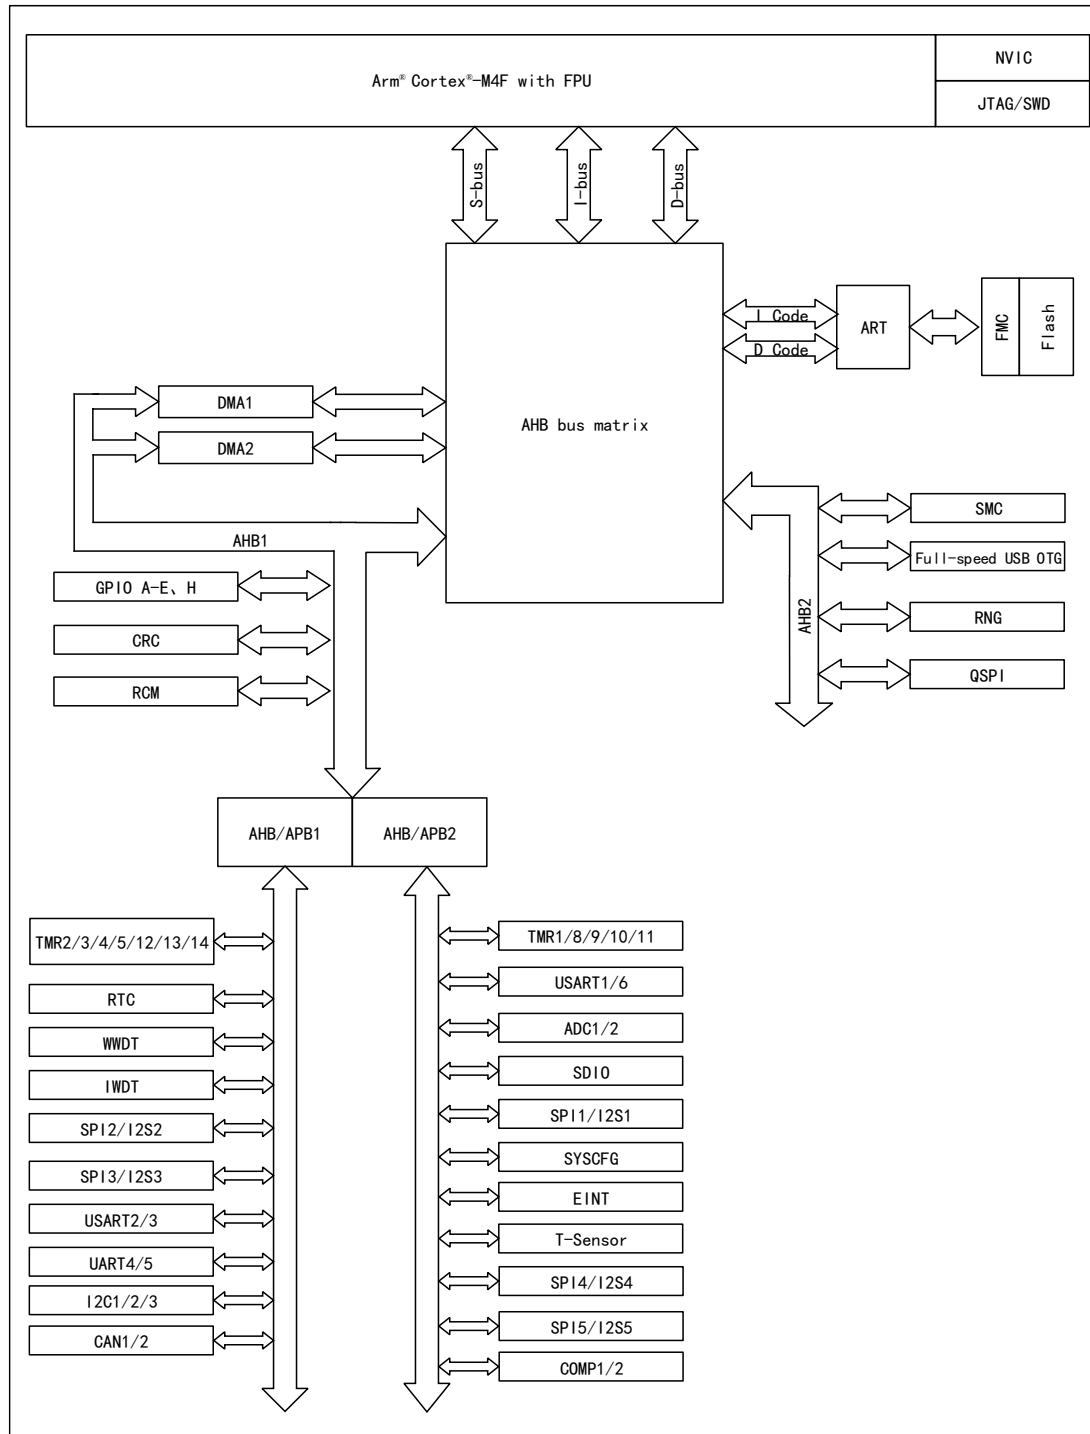 Arm® Cortex®-M4F with FPU
NVIC
JTAG/SWD
S-bus
I-bus
D-bus
I Code
D Code
ART
FMC
Flash
DMA1
DMA2
AHB bus matrix
AHB1
GPIO A-E、H
CRC
RCM
AHB2
SMC
Full-speed USB OTG
RNG
QSPI
AHB/APB1
AHB/APB2
TMR2/3/4/5/12/13/14
RTC
WWDT
IWDT
SPI2/I2S2
SPI3/I2S3
USART2/3
UART4/5
I2C1/2/3
CAN1/2
TMR1/8/9/10/11
USART1/6
ADC1/2
SDIO
SPI1/I2S1
SYSCFG
EINT
T-Sensor
SPI4/I2S4
SPI5/I2S5
COMP1/2